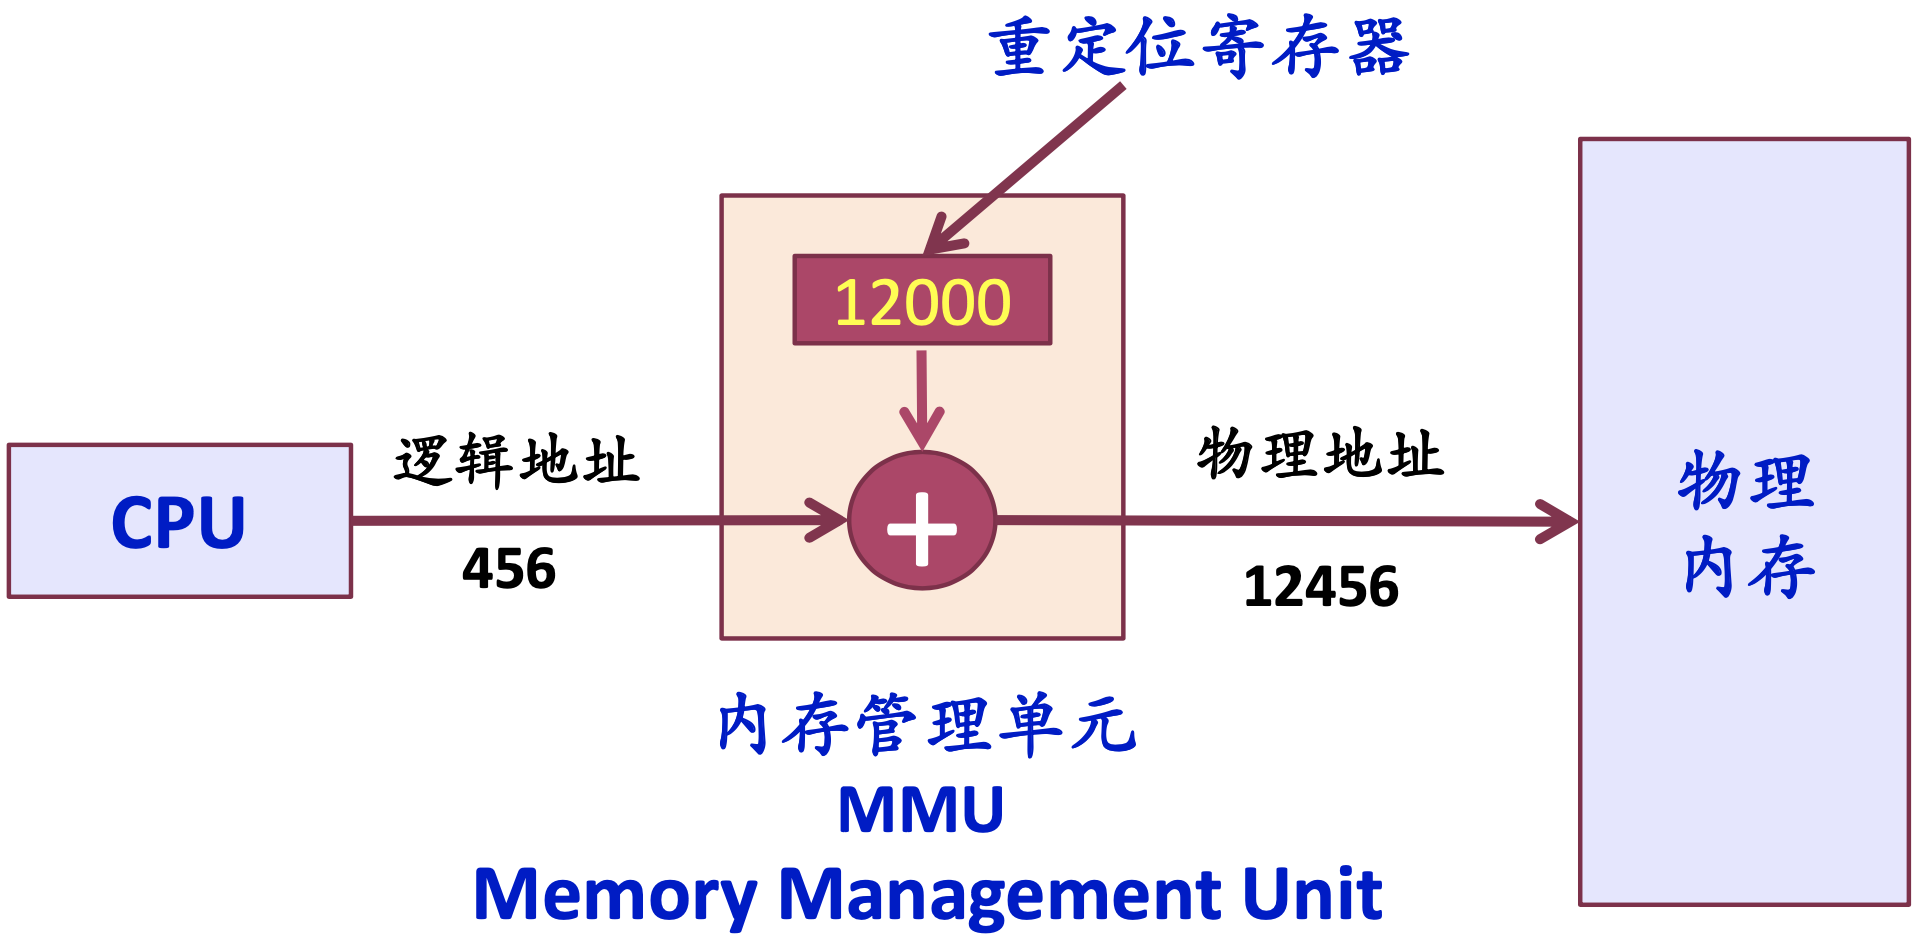 重定位寄存器
12000
逻辑地址
物理地址
CPU
+
物理
内存
456
12456
内存管理单元
MMU
Memory Management Unit